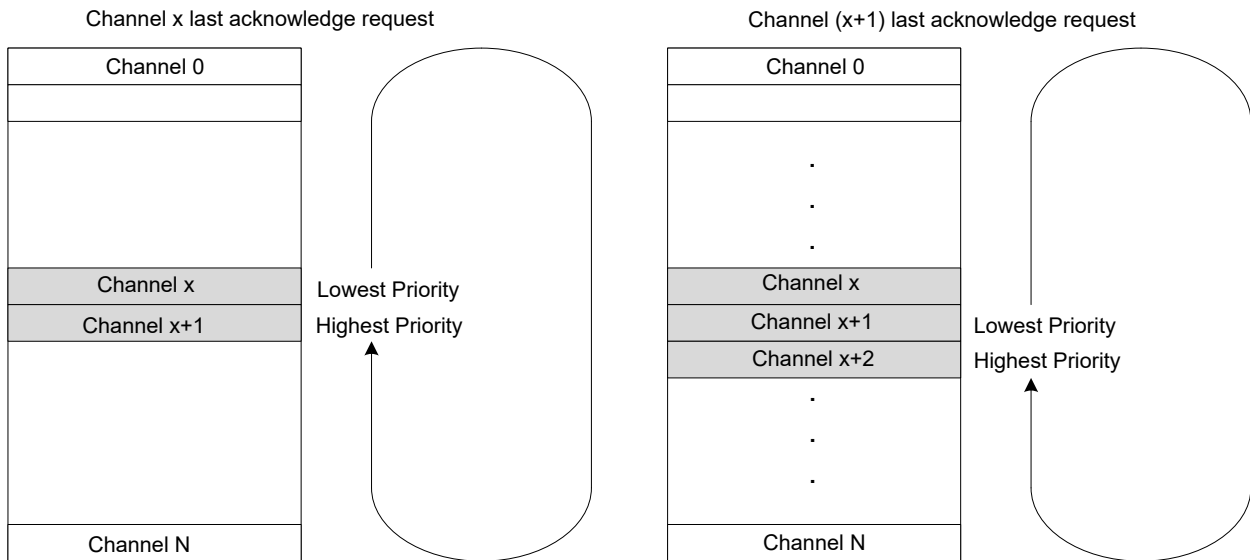 Channel x last acknowledge request
Channel 0
Channel x
Lowest Priority
Channel x+1
Highest Priority
Channel N
Channel (x+1) last acknowledge request
Channel 0
.
.
.
Channel x
Channel x+1
Lowest Priority
Channel x+2
Highest Priority
.
.
.
Channel N